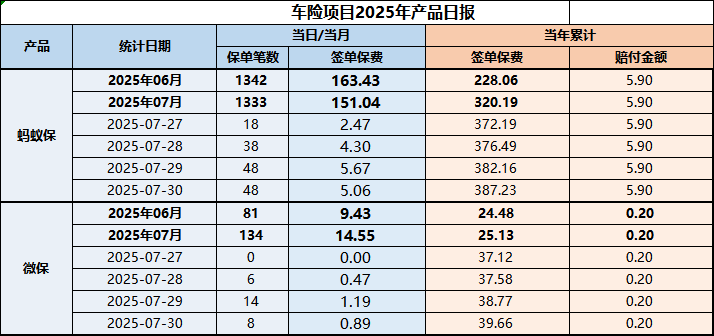 车险项目2025年产品日报
产品 统计日期 当日/当月 当年累计
保单笔数 签单保费 签单保费 赔付金额
蚂蚁保
2025年06月 1342 163.43 228.06 5.90
2025年07月 1333 151.04 320.19 5.90
2025-07-27 18 2.47 372.19 5.90
2025-07-28 38 4.30 376.49 5.90
2025-07-29 48 5.67 382.16 5.90
2025-07-30 48 5.06 387.23 5.90
微保
2025年06月 81 9.43 24.48 0.20
2025年07月 134 14.55 25.13 0.20
2025-07-27 0 0.00 37.12 0.20
2025-07-28 6 0.47 37.58 0.20
2025-07-29 14 1.19 38.77 0.20
2025-07-30 8 0.89 39.66 0.20